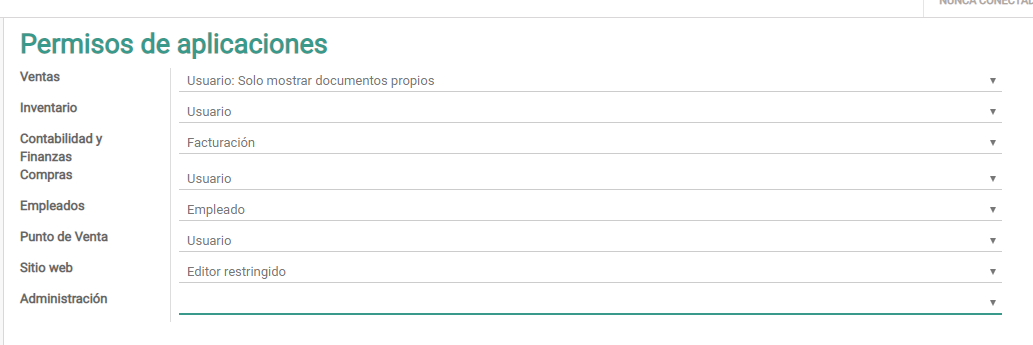 NUNCA CONECTAD
Permisos de aplicaciones
Ventas
Usuario: Solo mostrar documentos propios
Inventario
Usuario
Contabilidad y
Finanzas
Facturación
Compras
Usuario
Empleados
Empleado
Punto de Venta
Usuario
Sitio web
Editor restringido
Administración